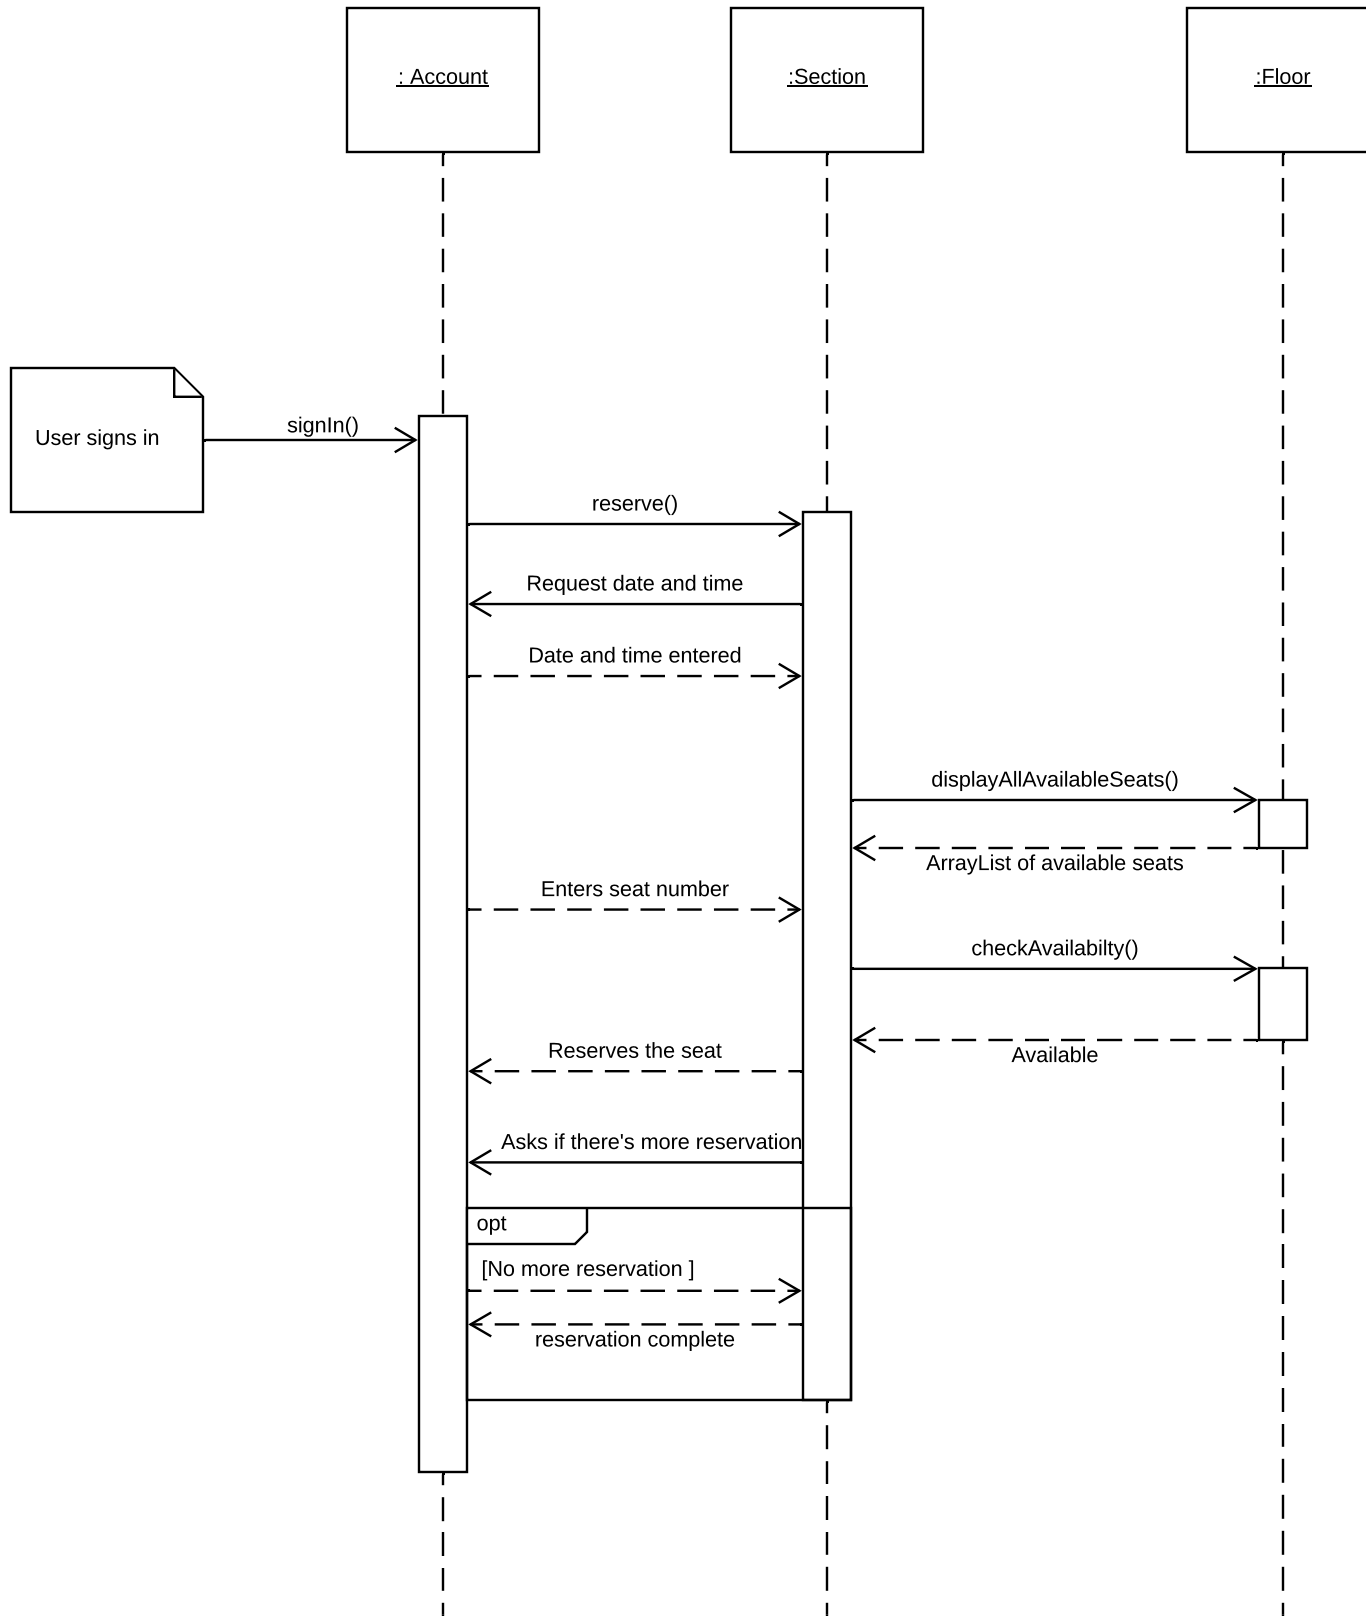 : Account
:Section
:Floor
signIn()
User signs in
reserve()
Request date and time
Date and time entered
displayAllAvailableSeats()
ArrayList of available seats
Enters seat number
checkAvailabilty()
Reserves the seat
Available
Asks if there's more reservation
opt
[No more reservation ]
reservation complete